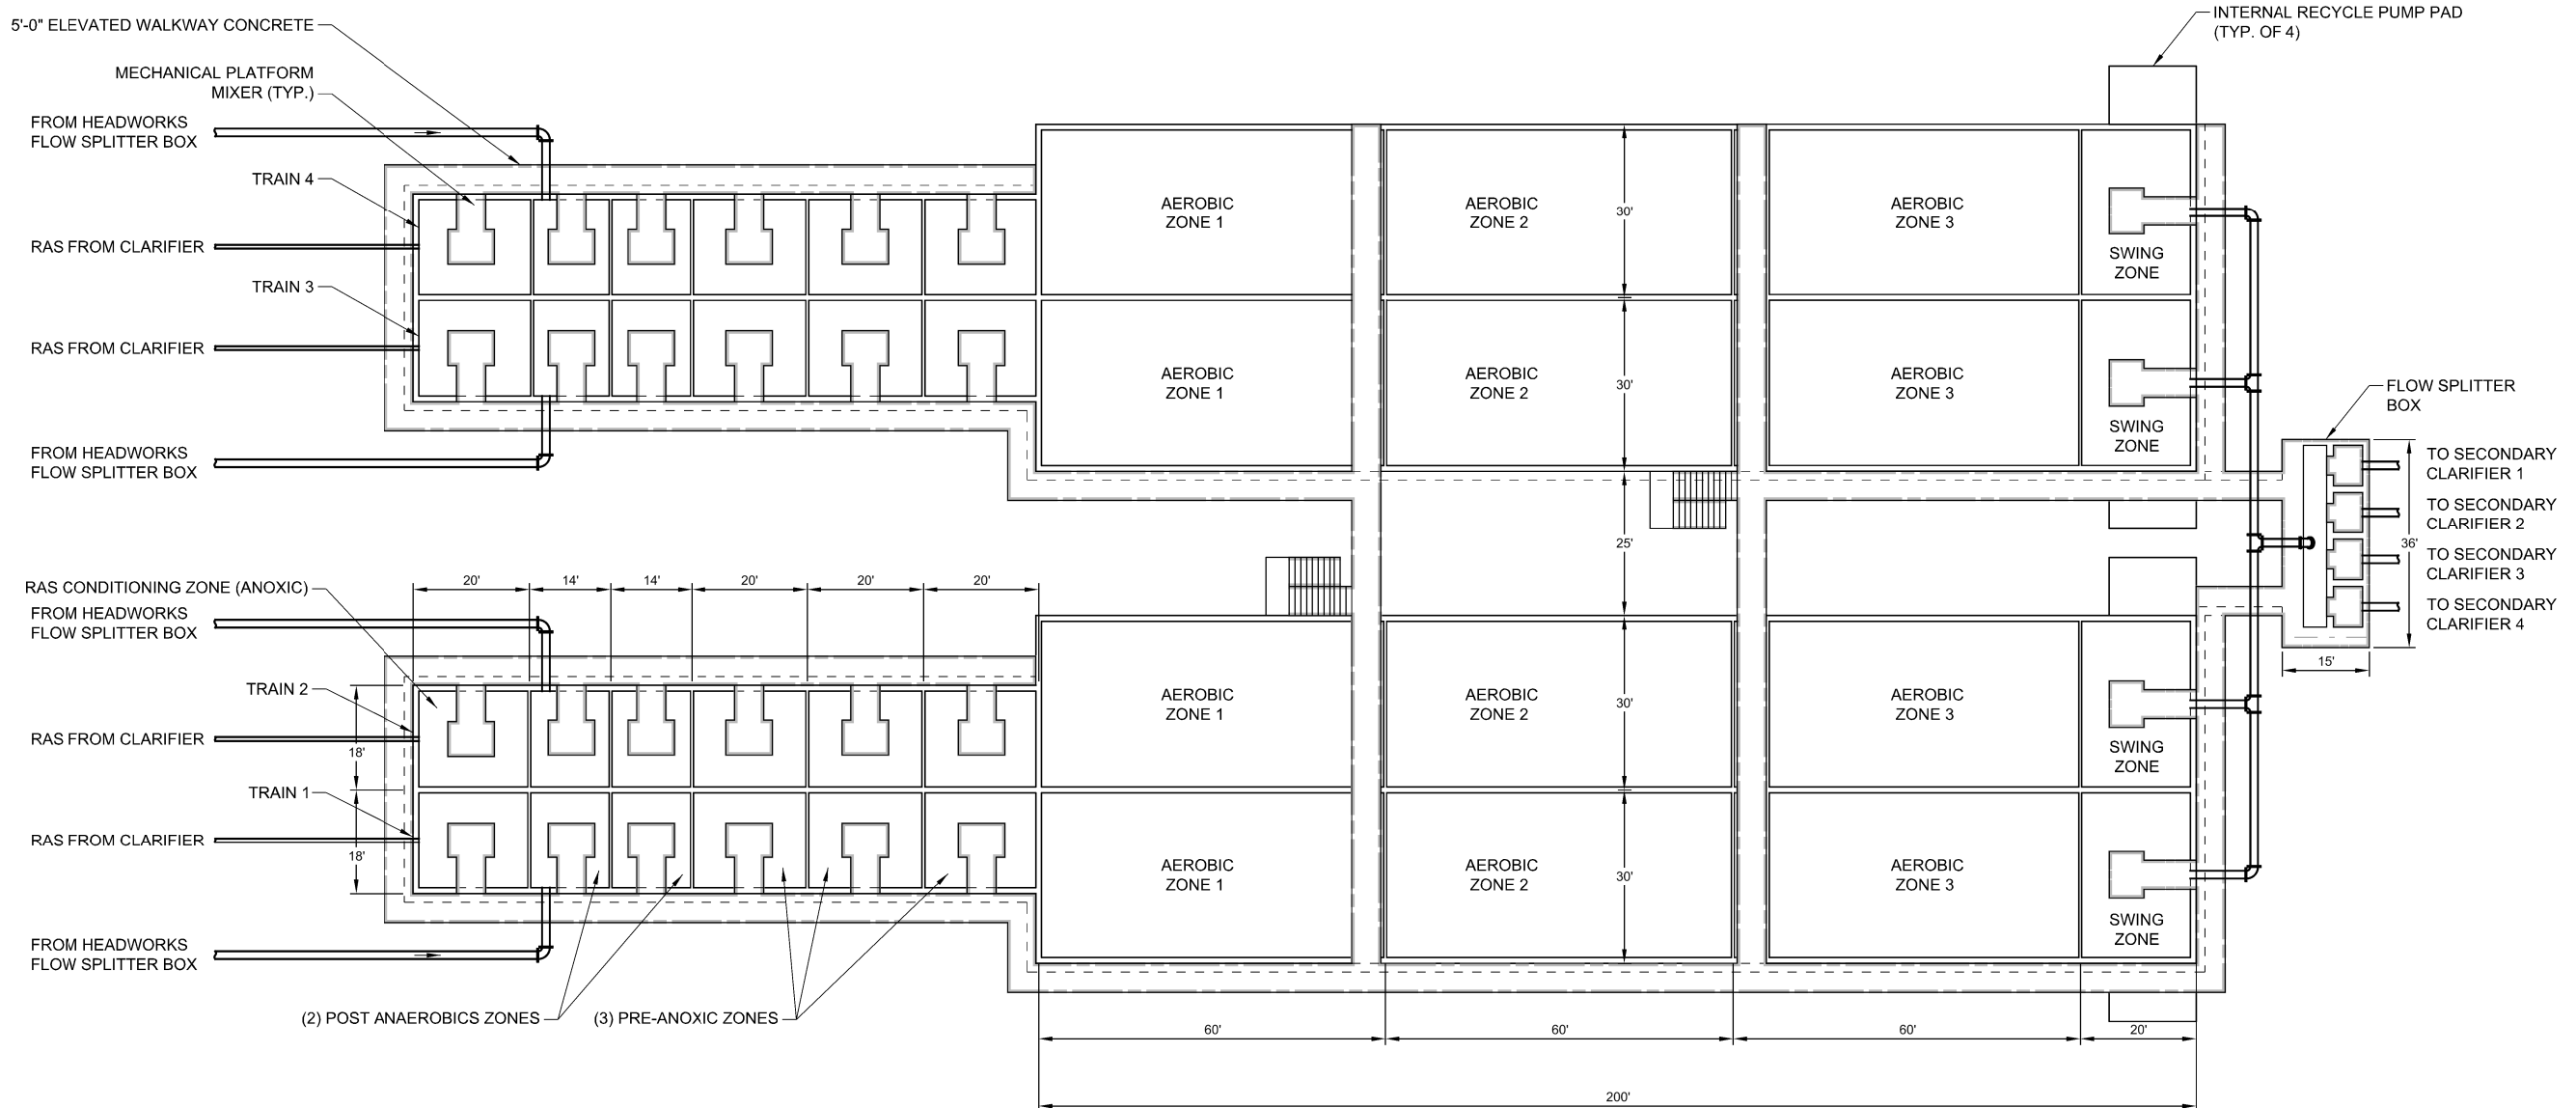 5'-0" ELEVATED WALKWAY CONCRETE
INTERNAL RECYCLE PUMP PAD
(TYP. OF 4)
MECHANICAL PLATFORM
MIXER (TYP.)
FROM HEADWORKS
FLOW SPLITTER BOX
TRAIN 4
RAS FROM CLARIFIER
TRAIN 3
RAS FROM CLARIFIER
FROM HEADWORKS
FLOW SPLITTER BOX
AEROBIC
ZONE 1
AEROBIC
ZONE 2
30'
AEROBIC
ZONE 3
SWING
ZONE
AEROBIC
ZONE 1
AEROBIC
ZONE 2
30'
AEROBIC
ZONE 3
SWING
ZONE
FLOW SPLITTER
BOX
TO SECONDARY
CLARIFIER 1
TO SECONDARY
CLARIFIER 2
TO SECONDARY
CLARIFIER 3
TO SECONDARY
CLARIFIER 4
36'
15'
25'
RAS CONDITIONING ZONE (ANOXIC)
20'
14'
14'
20'
20'
20'
FROM HEADWORKS
FLOW SPLITTER BOX
TRAIN 2
RAS FROM CLARIFIER
18'
TRAIN 1
RAS FROM CLARIFIER
18'
FROM HEADWORKS
FLOW SPLITTER BOX
AEROBIC
ZONE 1
AEROBIC
ZONE 2
30'
AEROBIC
ZONE 3
SWING
ZONE
AEROBIC
ZONE 1
AEROBIC
ZONE 2
30'
AEROBIC
ZONE 3
SWING
ZONE
(2) POST ANAEROBICS ZONES
(3) PRE-ANOXIC ZONES
60'
60'
60'
20'
200'